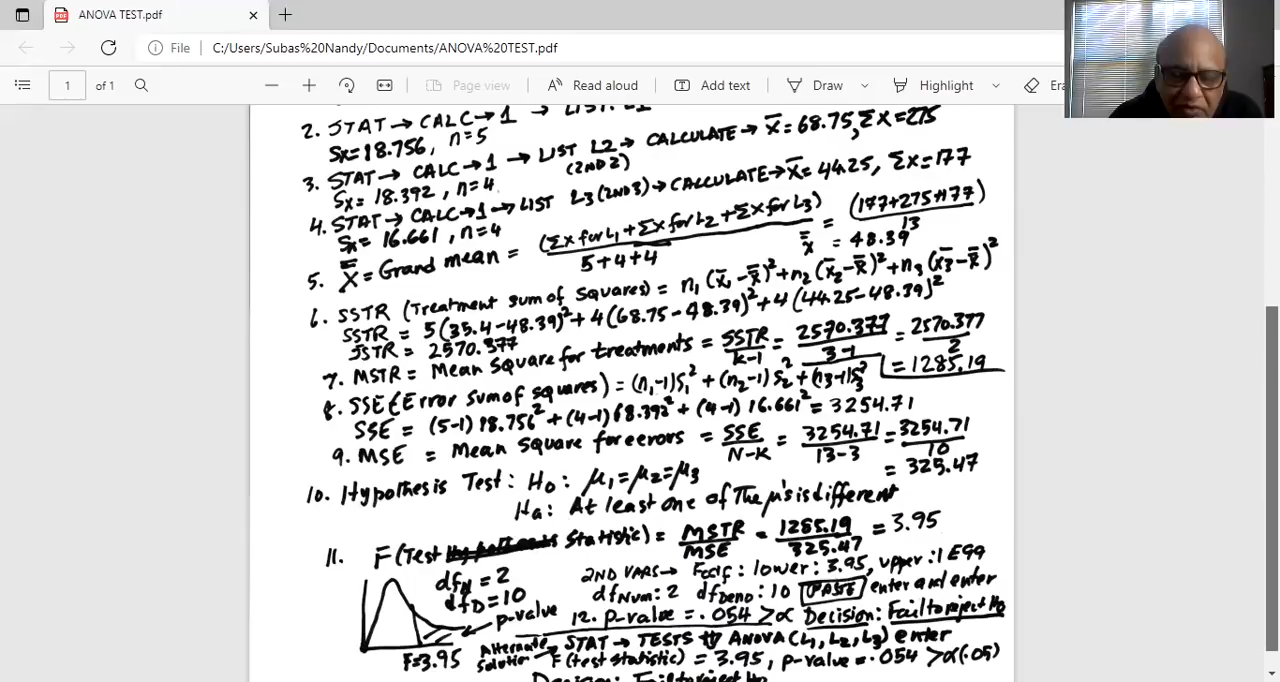 ANOVA TEST.pdf
File C:/Users/Subas%20Nandy/Documents/ANOVA%20TEST.pdf
1 of 1 Page view Read aloud Add text Draw Highlight
2. STAT → CALC → 1 → LIST
Sx=18.756, n=5
3. STAT → CALC → 1 → LIST L2 → CALCULATE → x̄=68.75, Σx=275
(2ND 2)
Sx = 18.392, n=4
4. STAT → CALC → 1 → LIST L3 (2ND 3) → CALCULATE → x̄ = 44.25, Σx=177
Sx = 16.661, n=4
5. x̿ = Grand mean = (Σx for L1 + Σx for L2 + Σx for L3) / 5+4+4 = (177+275+177) / 13
x̿ = 48.39
6. SSTR (Treatment sum of squares) = n1 (x̄1 - x̿)² + n2 (x̄2 - x̿)² + n3 (x̄3 - x̿)²
SSTR = 5(35.4-48.39)² + 4(68.75-48.39)² + 4(44.25-48.39)²
SSTR = 2570.377
7. MSTR = Mean Square for treatments = SSTR / k-1 = 2570.377 / 3-1 = 2570.377 / 2
= 1285.19
8. SSE (Error sum of squares) = (n1-1)S1² + (n2-1)S2² + (n3-1)S3²
SSE = (5-1) 18.756² + (4-1) 68.392² + (4-1) 16.661² = 3254.71
9. MSE = Mean Square for eerors = SSE / N-K = 3254.71 / 13-3 = 3254.71 / 10
= 325.47
10. Hypothesis Test: H0: μ1=μ2=μ3
Ha: At least one of The μ's is different
11. F (Test Statistic) = MSTR / MSE = 1285.19 / 325.47 = 3.95
dfN = 2
dfD = 10
p-value
F=3.95
2ND VARS → Fcdf: lower: 3.95, upper: 1E99
dfNum: 2 dfDeno: 10 PASTE enter and enter
12. p-value = .054 > α Decision: Fail to reject H0
Alternate solution → STAT → TESTS ANOVA (L1, L2, L3) enter
F (test statistic) = 3.95, p-value = .054 > α(.05)
Decision: Fail to reject H0